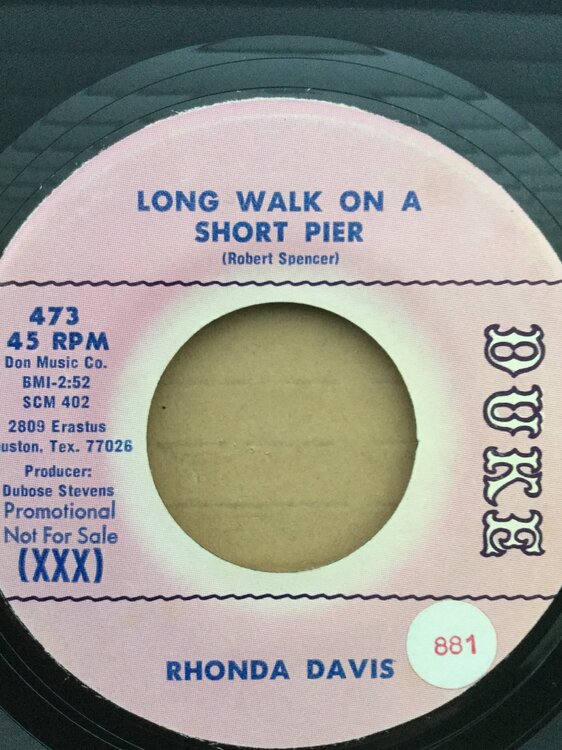 LONG WALK ON A
SHORT PIER
(Robert Spencer)
473
45 RPM
Don Music Co.
BMI-2:52
SCM 402
2809 Erastus
uston, Tex. 77026
Producer:
Dubose Stevens
Promotional
Not For Sale
(XXX)
DUKE
881
RHONDA DAVIS